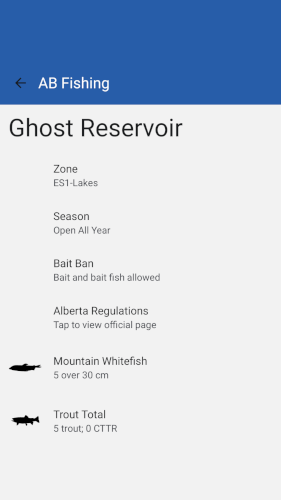 AB Fishing
Ghost Reservoir
Zone
ES1-Lakes
Season
Open All Year
Bait Ban
Bait and bait fish allowed
Alberta Regulations
Tap to view official page
Mountain Whitefish
5 over 30 cm
Trout Total
5 trout; 0 CTTR